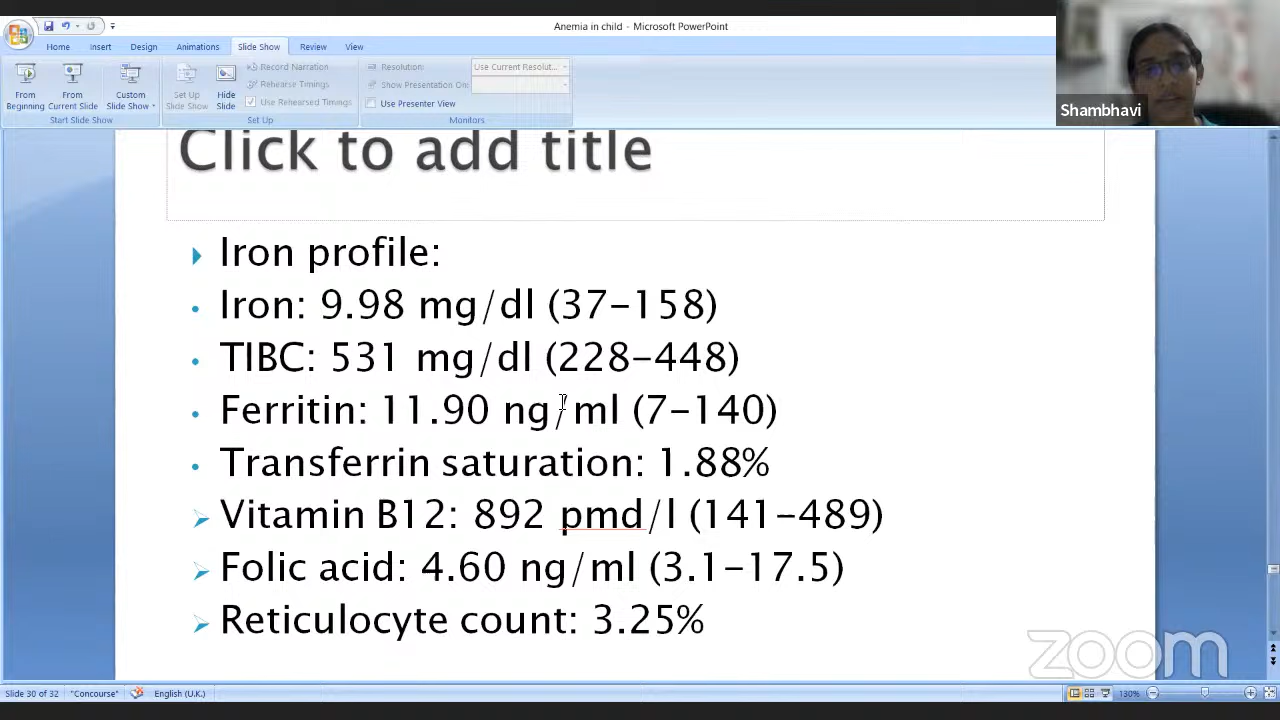 Anemia in child - Microsoft PowerPoint
Home Insert Design Animations Slide Show Review View
From Beginning
From Current Slide
Custom Slide Show
Start Slide Show
Set Up Slide Show
Hide Slide
Record Narration
Rehearse Timings
Use Rehearsed Timings
Set Up
Resolution: Use Current Resolut...
Show Presentation On:
Use Presenter View
Monitors
Shambhavi
Click to add title
Iron profile:
Iron: 9.98 mg/dl (37-158)
TIBC: 531 mg/dl (228-448)
Ferritin: 11.90 ng/ml (7-140)
Transferrin saturation: 1.88%
Vitamin B12: 892 pmd/l (141-489)
Folic acid: 4.60 ng/ml (3.1-17.5)
Reticulocyte count: 3.25%
zoom
Slide 30 of 32 "Concourse" English (U.K.) 130%